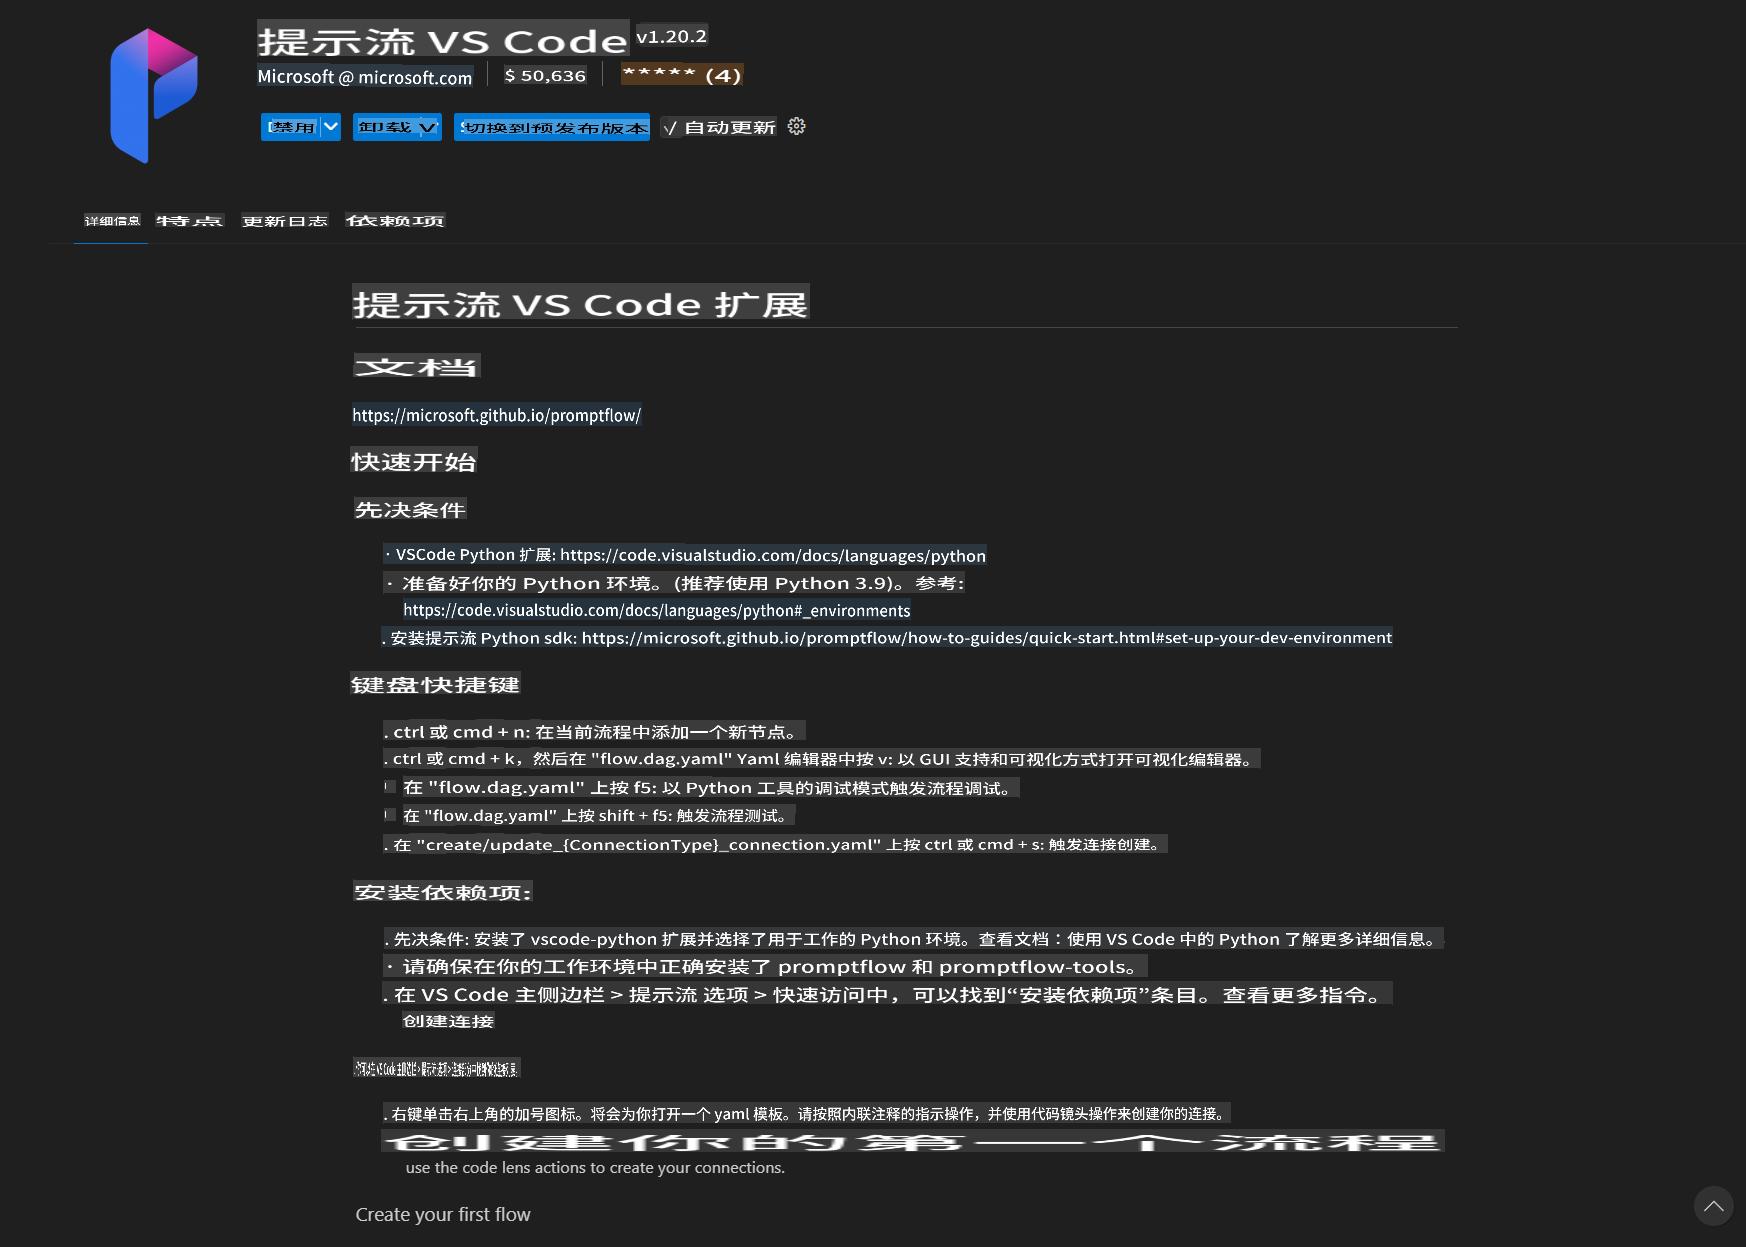 提示流 VS Code v1.20.2
Microsoft @ microsoft.com $ 50,636 ***** (4)
禁用 卸载 切换到预发布版本 √ 自动更新
详细信息 特点 更新日志 依赖项
提示流 VS Code 扩展
文档
https://microsoft.github.io/promptflow/
快速开始
先决条件
· VSCode Python 扩展: https://code.visualstudio.com/docs/languages/python
· 准备好你的 Python 环境。(推荐使用 Python 3.9)。参考:
https://code.visualstudio.com/docs/languages/python#_environments
. 安装提示流 Python sdk: https://microsoft.github.io/promptflow/how-to-guides/quick-start.html#set-up-your-dev-environment
键盘快捷键
. ctrl 或 cmd + n: 在当前流程中添加一个新节点。
. ctrl 或 cmd + k，然后在 "flow.dag.yaml" Yaml 编辑器中按 v: 以 GUI 支持和可视化方式打开可视化编辑器。
在 "flow.dag.yaml" 上按 f5: 以 Python 工具的调试模式触发流程调试。
在 "flow.dag.yaml" 上按 shift + f5: 触发流程测试。
. 在 "create/update_{ConnectionType}_connection.yaml" 上按 ctrl 或 cmd + s: 触发连接创建。
安装依赖项:
. 先决条件: 安装了 vscode-python 扩展并选择了用于工作的 Python 环境。查看文档：使用 VS Code 中的 Python 了解更多详细信息。
· 请确保在你的工作环境中正确安装了 promptflow 和 promptflow-tools。
. 在 VS Code 主侧边栏 > 提示流 选项 > 快速访问中，可以找到“安装依赖项”条目。查看更多指令。
创建连接
. 右键单击右上角的加号图标。将会为你打开一个 yaml 模板。请按照内联注释的指示操作，并使用代码镜头操作来创建你的连接。
创建你的第一个流程
use the code lens actions to create your connections.
Create your first flow